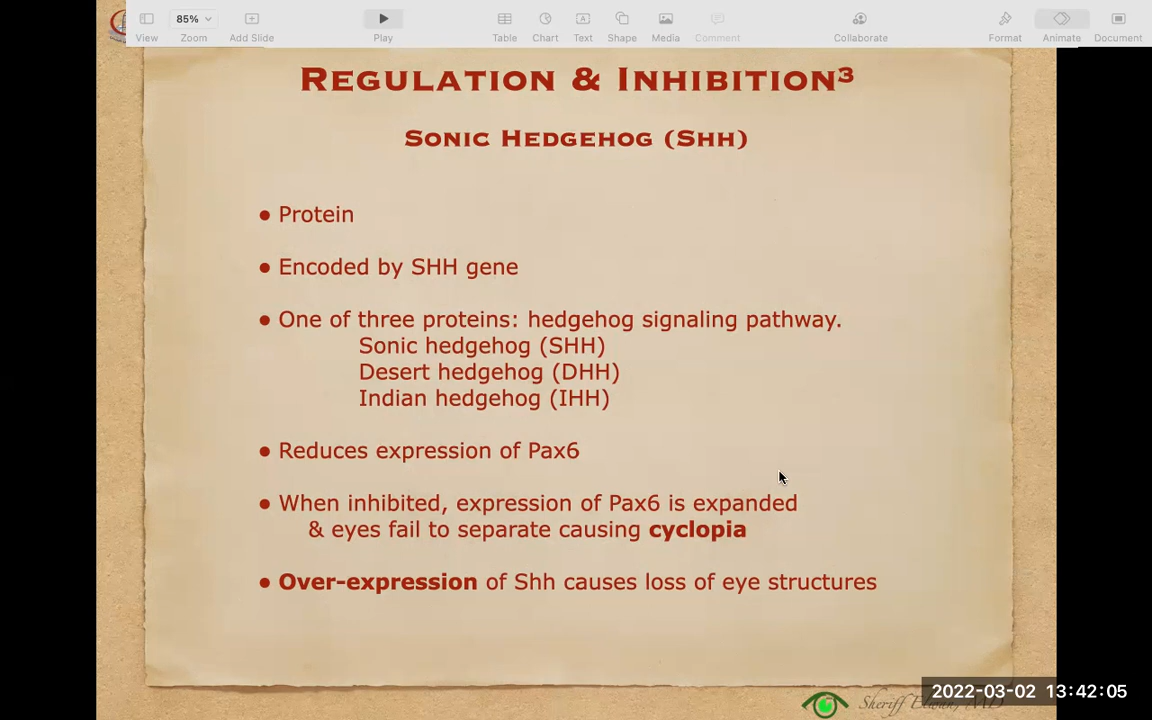 85%
View
Zoom
Add Slide
Play
Table
Chart
Text
Shape
Media
Comment
Collaborate
Format
Animate
Document
Regulation & Inhibition³
Sonic Hedgehog (Shh)
• Protein
• Encoded by SHH gene
• One of three proteins: hedgehog signaling pathway.
Sonic hedgehog (SHH)
Desert hedgehog (DHH)
Indian hedgehog (IHH)
• Reduces expression of Pax6
• When inhibited, expression of Pax6 is expanded
& eyes fail to separate causing cyclopia
• Over-expression of Shh causes loss of eye structures
2022-03-02 13:42:05
Sheriff Elwan, MD